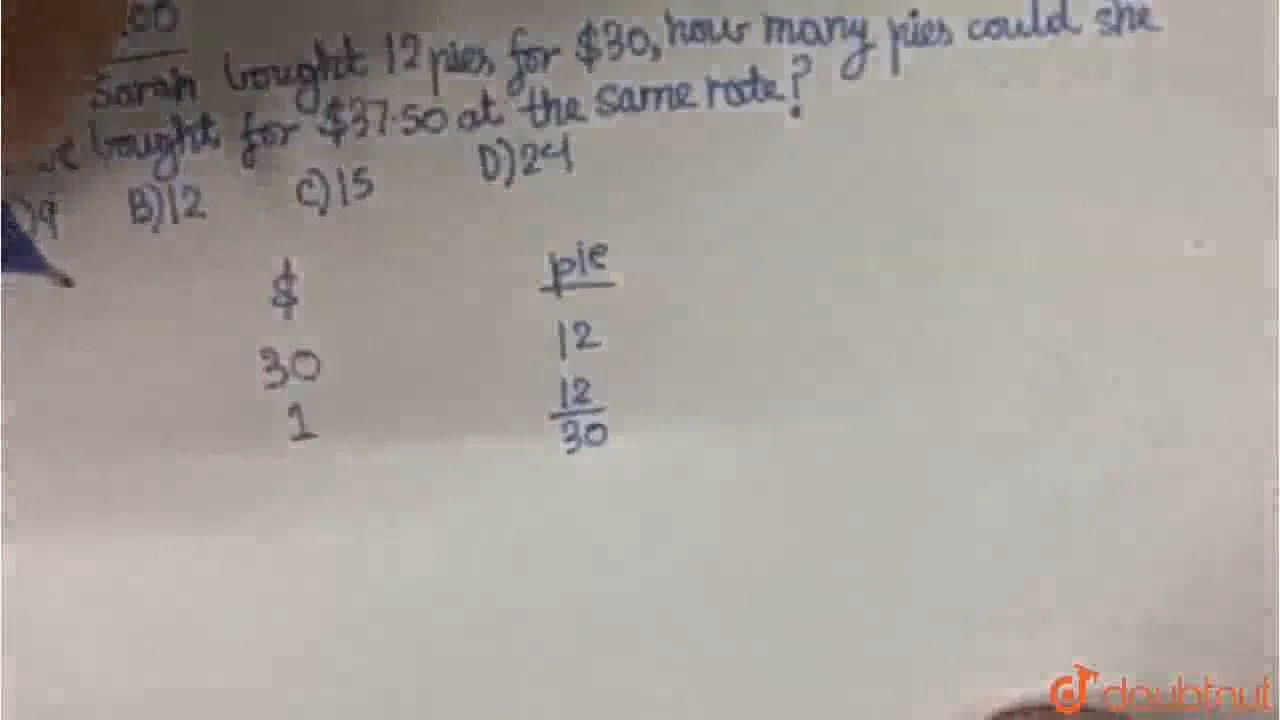 .00
Sarah bought 12 pies for $30, how many pies could she
bought for $37.50 at the same rate?
)9 B)12 C)15 D)24
$ pie
30 12
1 12
30
doubtnut